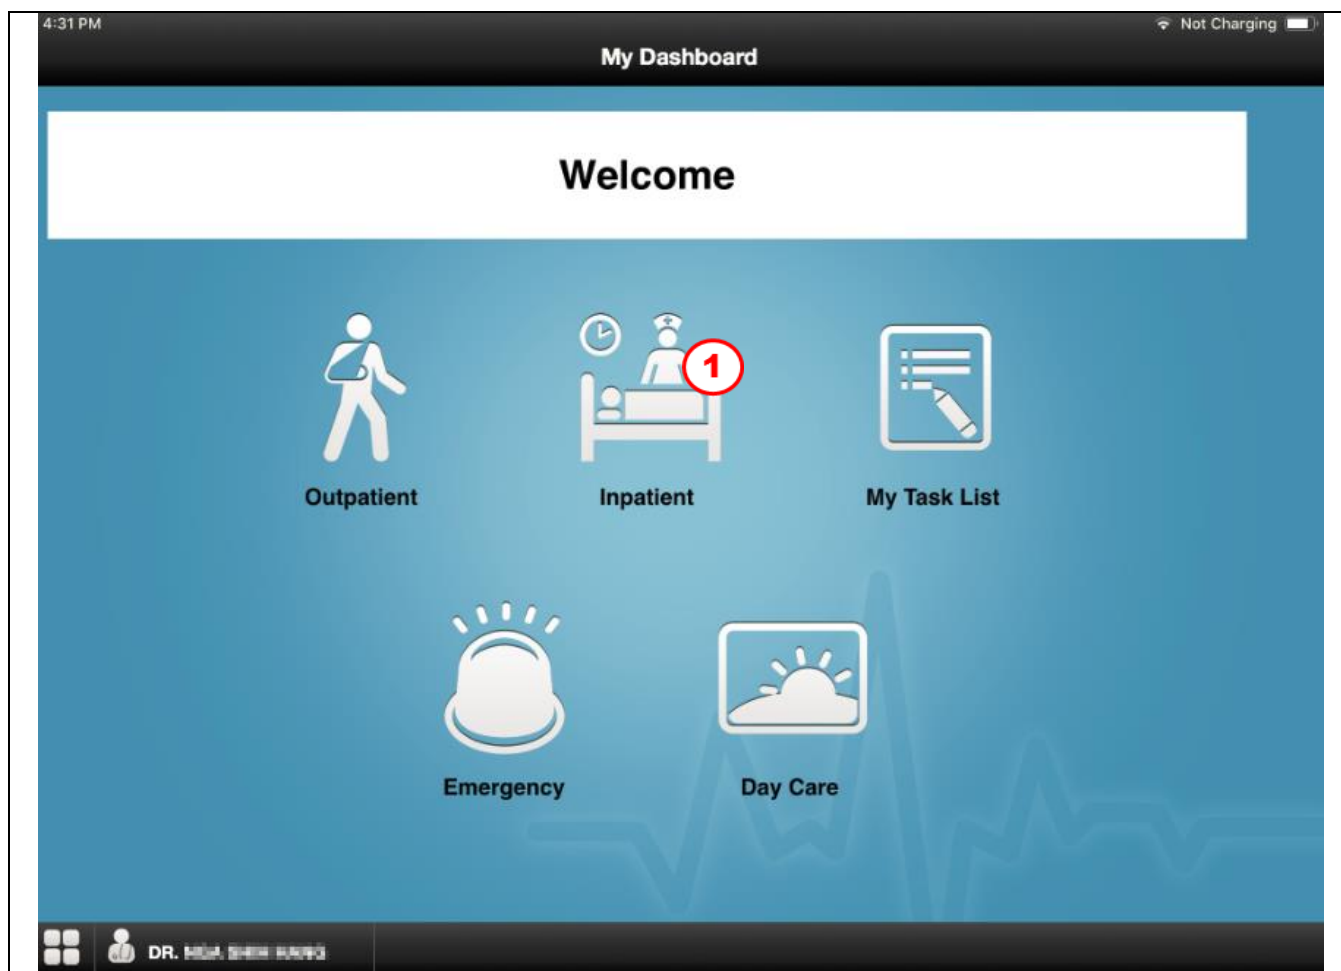 4:31 PM
Not Charging
My Dashboard
Welcome
1
Outpatient
Inpatient
My Task List
Emergency
Day Care
DR.